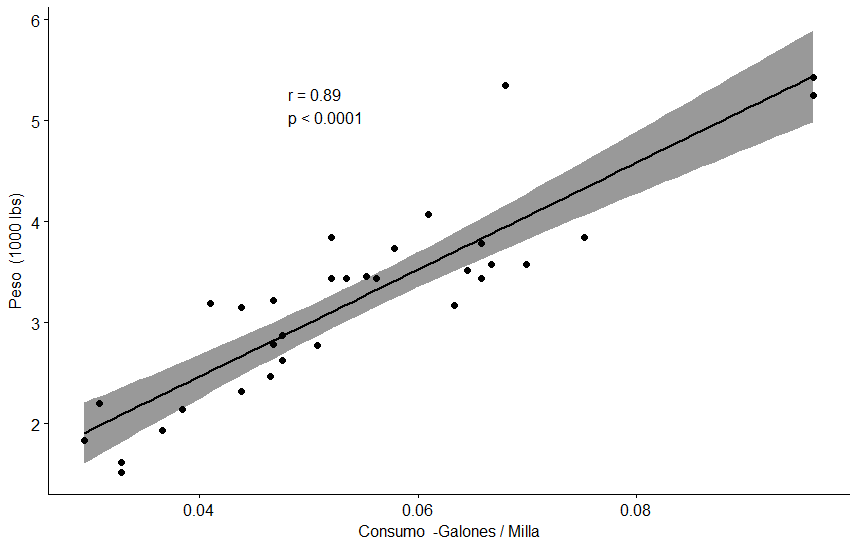 6
5
4
3
2
r = 0.89
p < 0.0001
Peso (1000 lbs)
0.04
0.06
0.08
Consumo -Galones / Milla